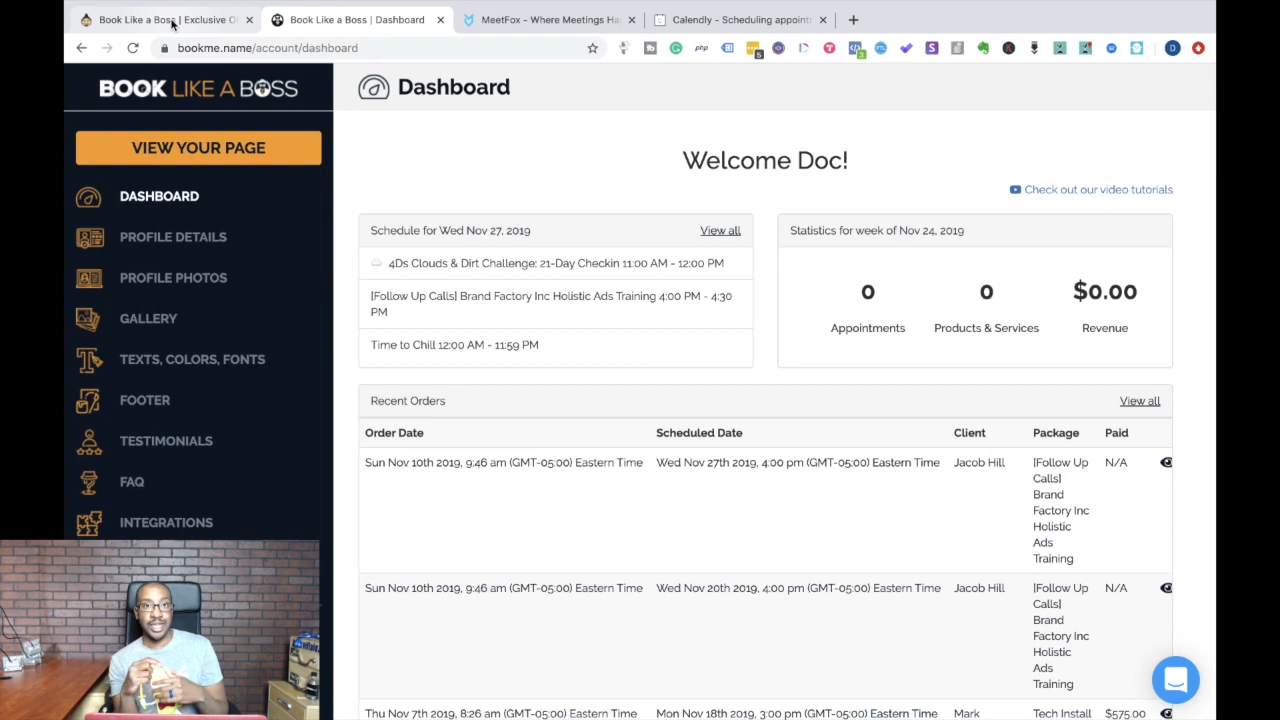 Book Like a Boss | Exclusive O
Book Like a Boss | Dashboard
MeetFox - Where Meetings Ha
Calendly - Scheduling appoint
bookme.name/account/dashboard
BOOK LIKE A BOSS
Dashboard
VIEW YOUR PAGE
Welcome Doc!
DASHBOARD
Check out our video tutorials
PROFILE DETAILS
PROFILE PHOTOS
GALLERY
TEXTS, COLORS, FONTS
FOOTER
TESTIMONIALS
FAQ
INTEGRATIONS
Schedule for Wed Nov 27, 2019
View all
4Ds Clouds & Dirt Challenge: 21-Day Checkin 11:00 AM - 12:00 PM
[Follow Up Calls] Brand Factory Inc Holistic Ads Training 4:00 PM - 4:30
PM
Time to Chill 12:00 AM - 11:59 PM
Statistics for week of Nov 24, 2019
0
0
$0.00
Appointments
Products & Services
Revenue
Recent Orders
View all
Order Date
Scheduled Date
Client
Package
Paid
Sun Nov 10th 2019, 9:46 am (GMT-05:00) Eastern Time
Wed Nov 27th 2019, 4:00 pm (GMT-05:00) Eastern Time
Jacob Hill
[Follow Up
Calls]
Brand
Factory Inc
Holistic
Ads
Training
N/A
Sun Nov 10th 2019, 9:46 am (GMT-05:00) Eastern Time
Wed Nov 20th 2019, 4:00 pm (GMT-05:00) Eastern Time
Jacob Hill
[Follow Up
Calls]
Brand
Factory Inc
Holistic
Ads
Training
N/A
Thu Nov 7th 2019, 8:26 am (GMT-05:00) Eastern Time
Mon Nov 18th 2019, 3:00 pm (GMT-05:00) Eastern Time
Mark
Tech Install
$575.00